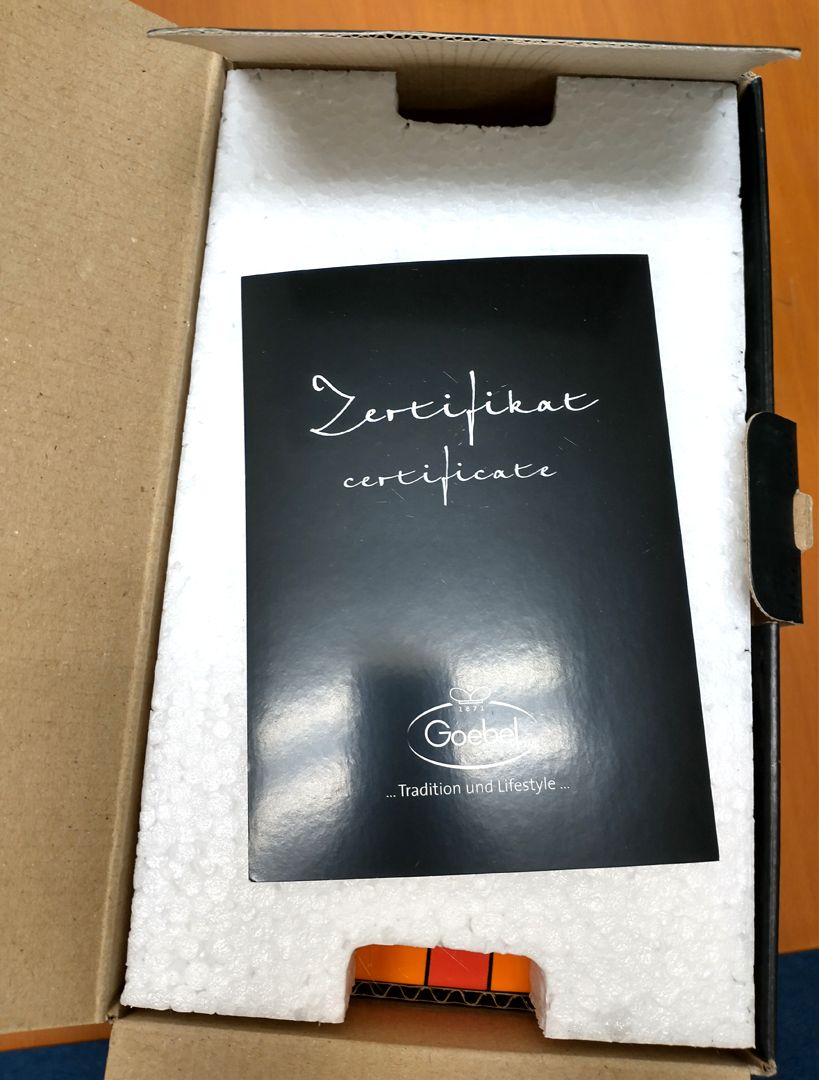 Zertifikat
certificate
1871
Goebel
... Tradition und Lifestyle ...